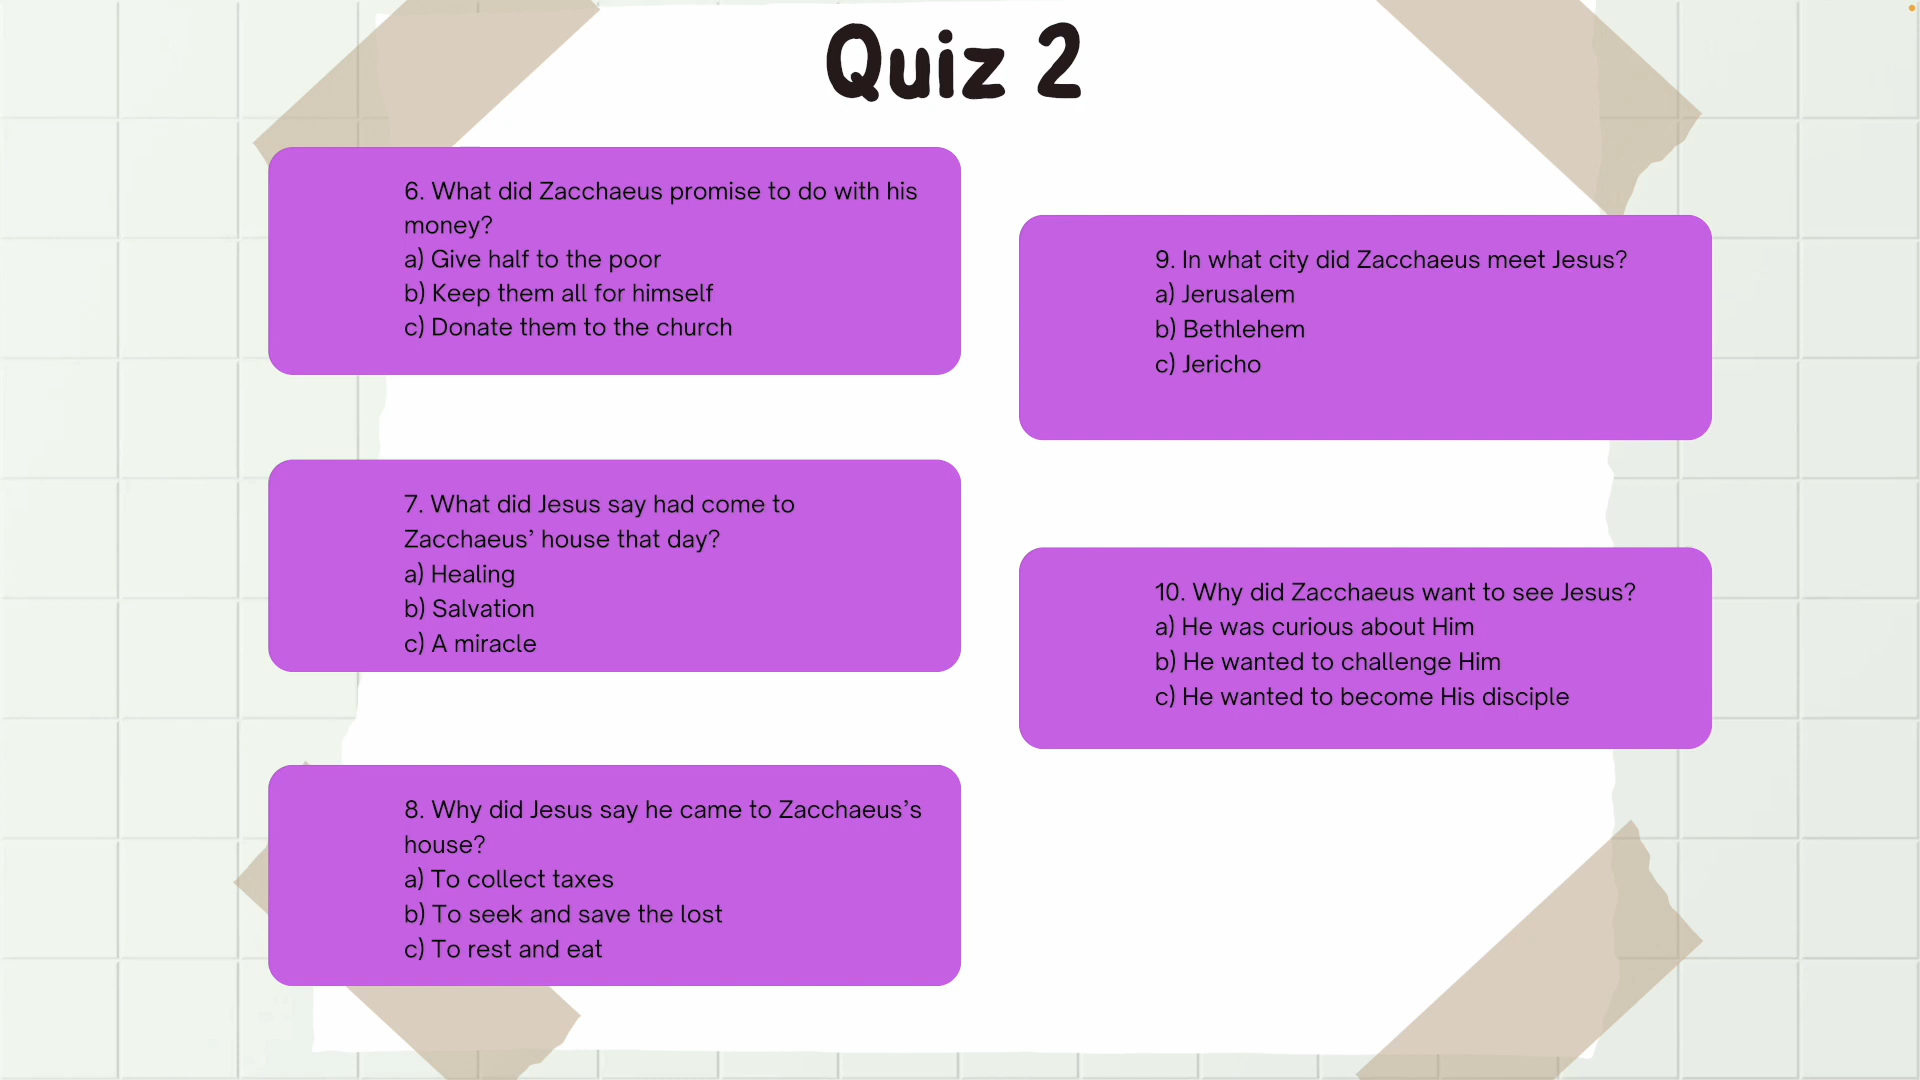 Quiz 2
6. What did Zacchaeus promise to do with his
money?
a) Give half to the poor
b) Keep them all for himself
c) Donate them to the church
7. What did Jesus say had come to
Zacchaeus’ house that day?
a) Healing
b) Salvation
c) A miracle
8. Why did Jesus say he came to Zacchaeus’s
house?
a) To collect taxes
b) To seek and save the lost
c) To rest and eat
9. In what city did Zacchaeus meet Jesus?
a) Jerusalem
b) Bethlehem
c) Jericho
10. Why did Zacchaeus want to see Jesus?
a) He was curious about Him
b) He wanted to challenge Him
c) He wanted to become His disciple